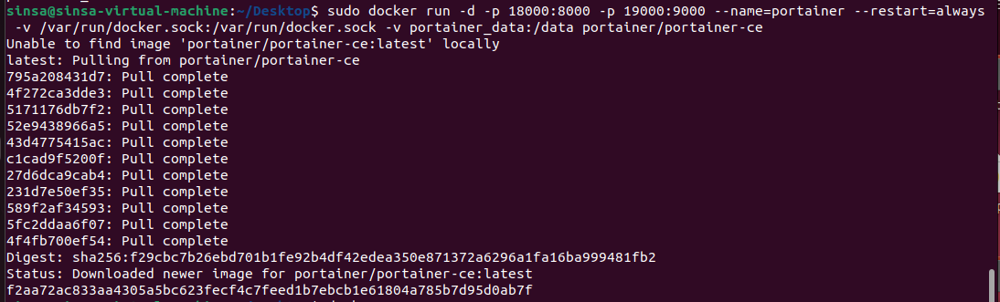 sinsa@sinsa-virtual-machine:~/Desktop$ sudo docker run -d -p 18000:8000 -p 19000:9000 --name=portainer --restart=always
-v /var/run/docker.sock:/var/run/docker.sock -v portainer_data:/data portainer/portainer-ce
Unable to find image 'portainer/portainer-ce:latest' locally
latest: Pulling from portainer/portainer-ce
795a208431d7: Pull complete
4f272ca3dde3: Pull complete
5171176db7f2: Pull complete
52e9438966a5: Pull complete
43d4775415ac: Pull complete
c1cad9f5200f: Pull complete
27d6dca9cab4: Pull complete
231d7e50ef35: Pull complete
589f2af34593: Pull complete
5fc2ddaa6f07: Pull complete
4f4fb700ef54: Pull complete
Digest: sha256:f29cbc7b26ebd701b1fe92b4df42edea350e871372a6296a1fa16ba999481fb2
Status: Downloaded newer image for portainer/portainer-ce:latest
f2aa72ac833aa4305a5bc623fecf4c7feed1b7ebcb1e61804a785b7d95d0ab7f